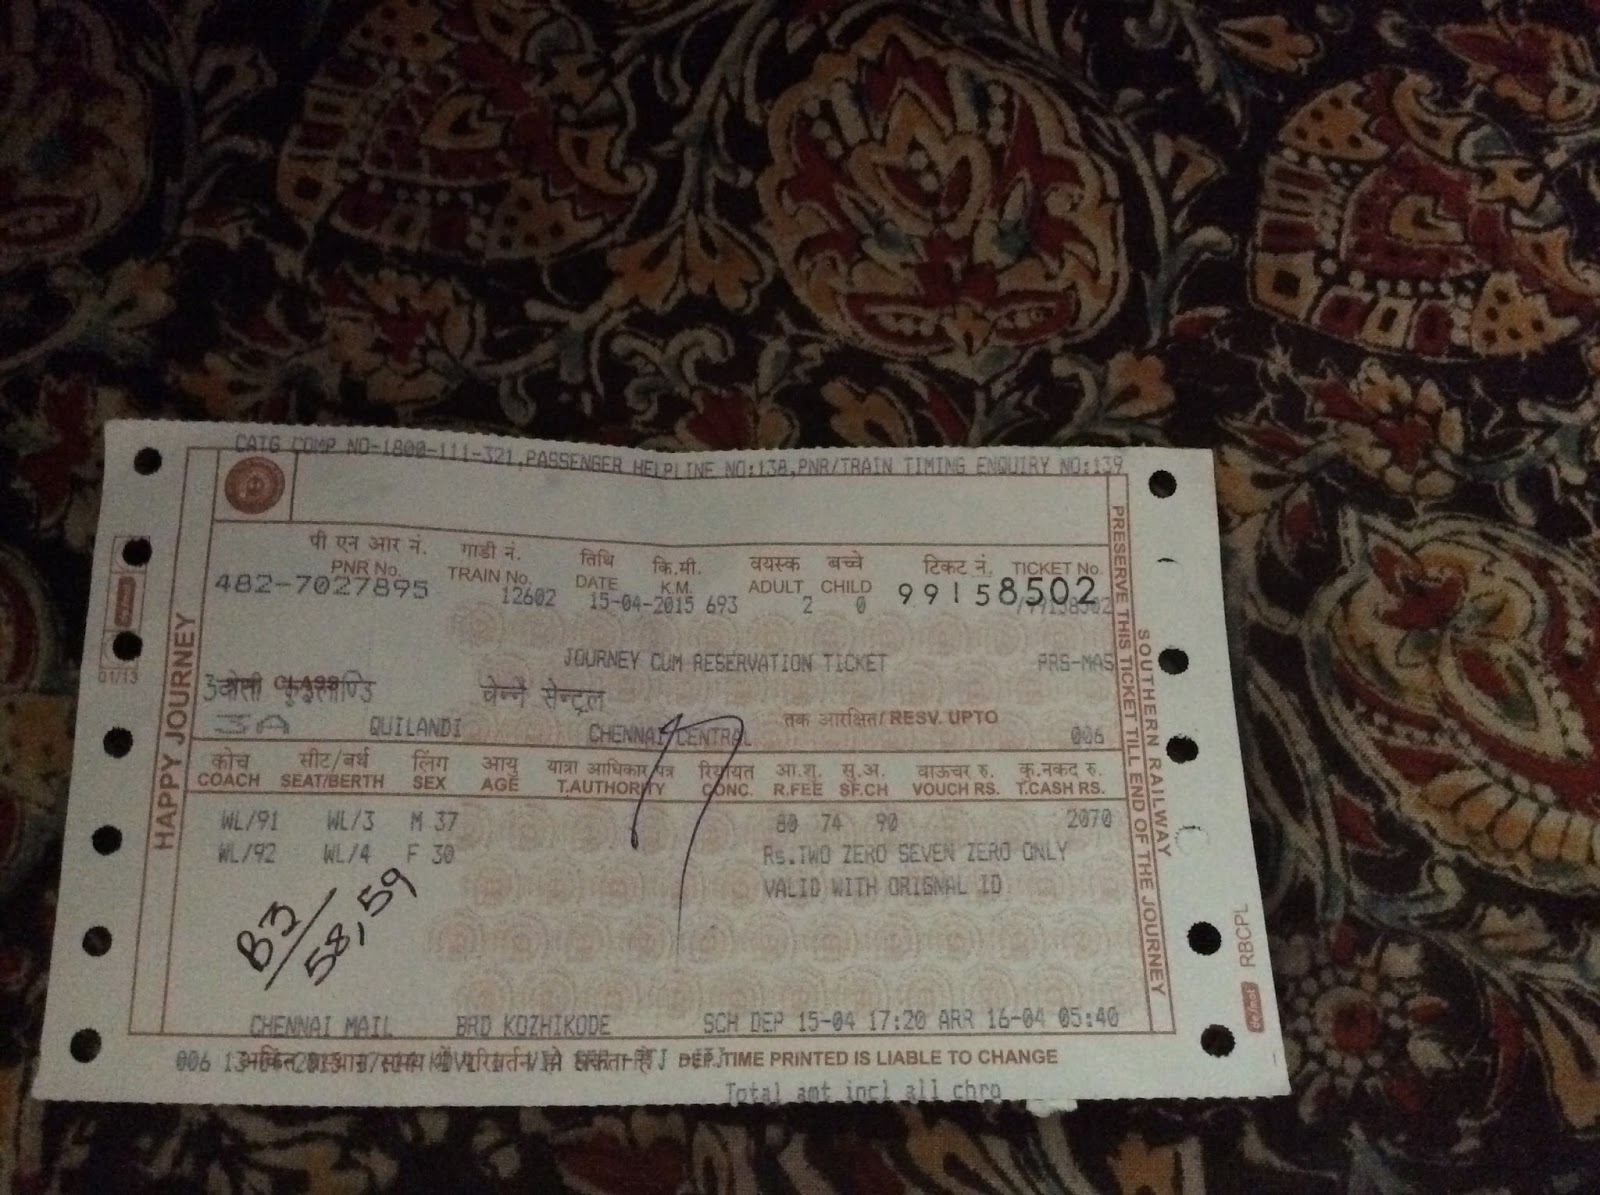 CATG COMP NO-1800-111-321,PASSENGER HELPLINE NO:138,PNR/TRAIN TIMING ENQUIRY NO:139
पी एन आर नं. गाडी नं. तिथि कि.मी. वयस्क बच्चे टिकट नं. TICKET No.
PNR No. TRAIN No. DATE K.M. ADULT CHILD
482-7027895 12602 15-04-2015 693 2 0 99158502
/99158502
JOURNEY CUM RESERVATION TICKET PRS-MAS
CLASS चेन्नै सेन्ट्रल
3A QUILANDI CHENNAI CENTRAL तक आरक्षित/ RESV. UPTO 006
कोच सीट/बर्थ लिंग आयु यात्रा आधिकार पत्र रियायत आ.शु. सु.अ. वाऊचर रु. कु.नकद रु.
COACH SEAT/BERTH SEX AGE T.AUTHORITY CONC. R.FEE SF.CH VOUCH RS. T.CASH RS.
WL/91 WL/3 M 37 80 74 90 2070
WL/92 WL/4 F 30 Rs.TWO ZERO SEVEN ZERO ONLY
VALID WITH ORIGNAL ID
B3/58,59
CHENNAI MAIL BRD KOZHIKODE SCH DEP 15-04 17:20 ARR 16-04 05:40
006 DEP.TIME PRINTED IS LIABLE TO CHANGE
Total amt incl all chrg
HAPPY JOURNEY
01/13
PRESERVE THIS TICKET TILL END OF THE JOURNEY
SOUTHERN RAILWAY
RBCPL